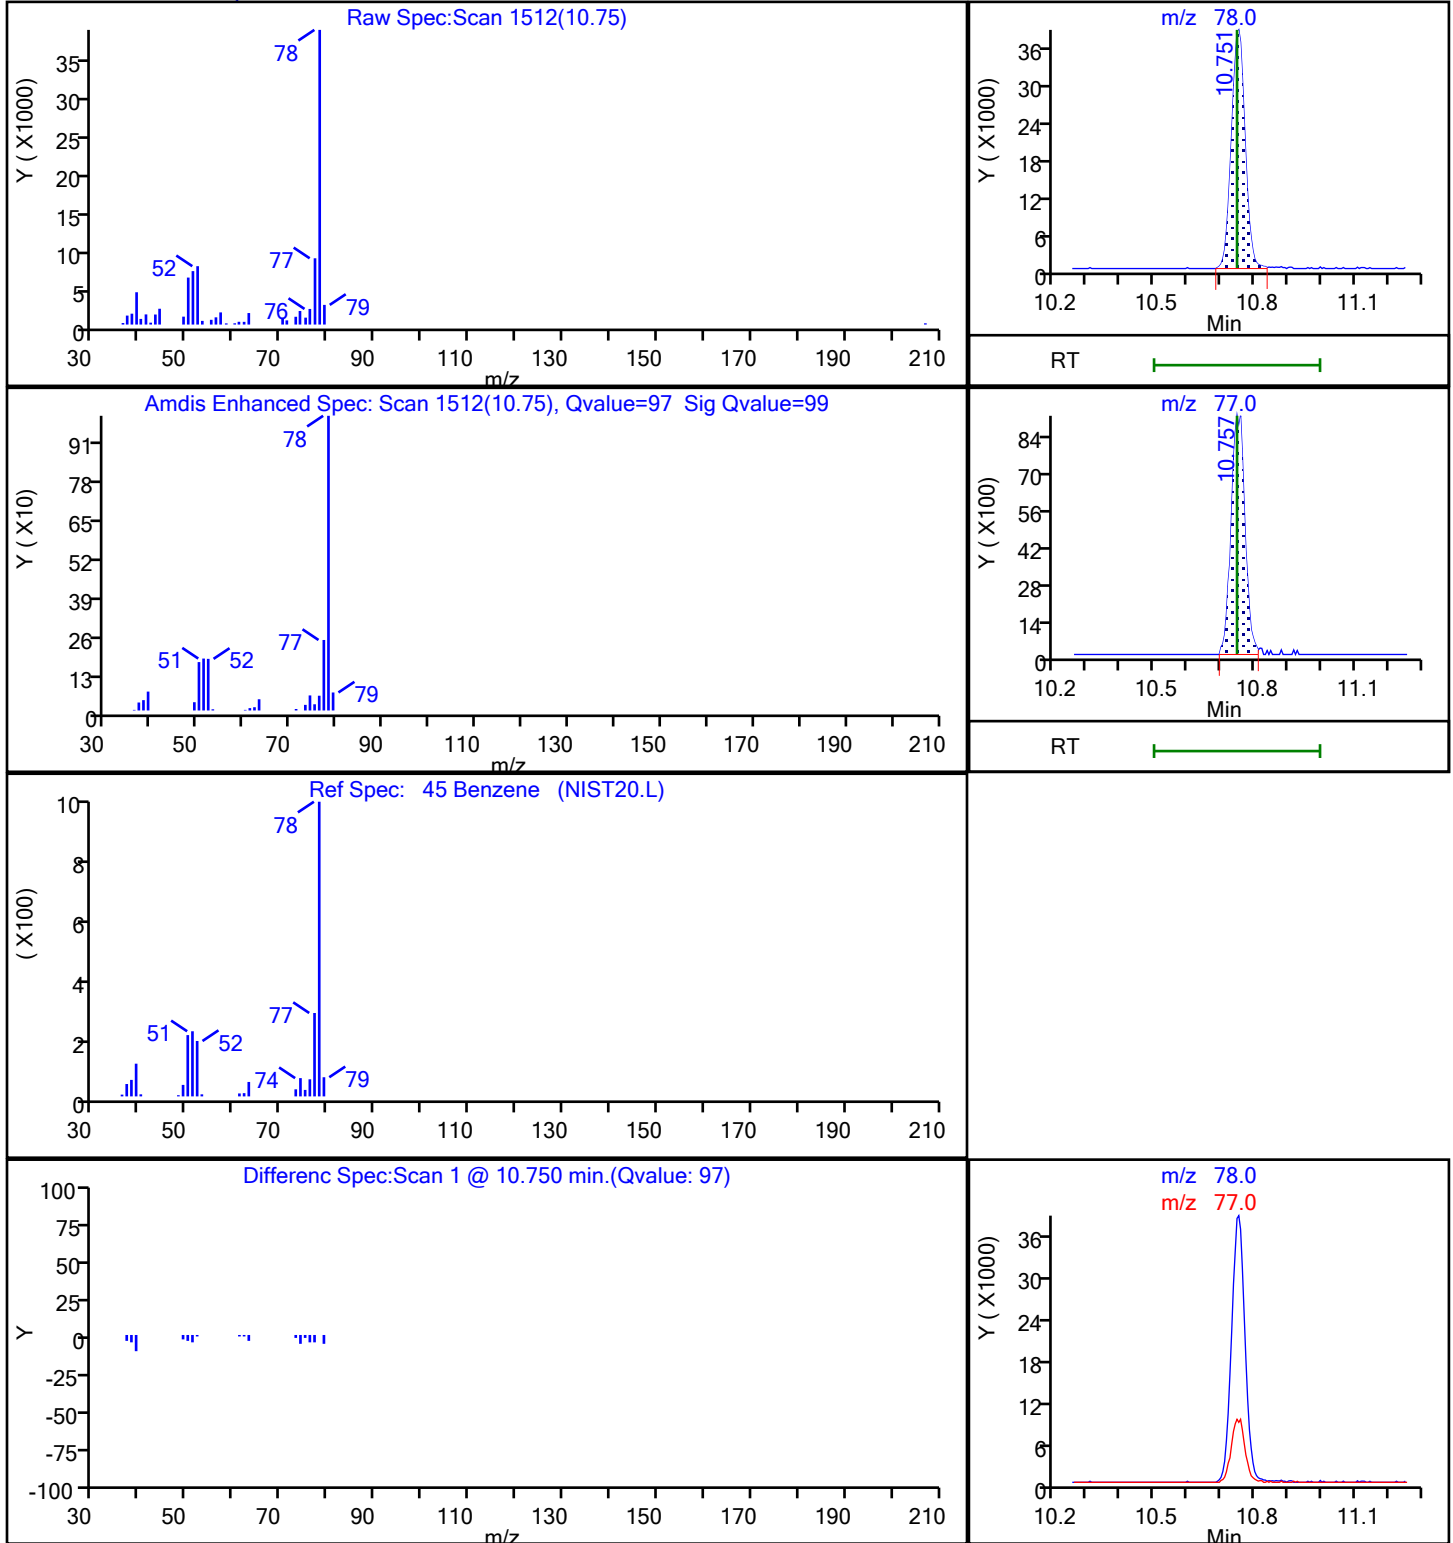 Raw Spec:Scan 1512(10.75)
Y ( X1000)
35
30
25
20
15
10
5
0
78
52
77
76
79
30 50 70 90 110 130 150 170 190 210
m/z
m/z 78.0
Y ( X1000)
36
30
24
18
12
6
0
10.751
10.2 10.5 10.8 11.1
Min
RT
Amdis Enhanced Spec: Scan 1512(10.75), Qvalue=97 Sig Qvalue=99
Y ( X10)
91
78
65
52
39
26
13
0
78
77
51
52
79
30 50 70 90 110 130 150 170 190 210
m/z
m/z 77.0
Y ( X100)
84
70
56
42
28
14
0
10.757
10.2 10.5 10.8 11.1
Min
RT
Ref Spec: 45 Benzene (NIST20.L)
( X100)
10
8
6
4
2
0
78
77
51
52
74
79
30 50 70 90 110 130 150 170 190 210
Differenc Spec:Scan 1 @ 10.750 min.(Qvalue: 97)
Y
100
75
50
25
0
-25
-50
-75
-100
30 50 70 90 110 130 150 170 190 210
m/z
m/z 78.0
m/z 77.0
Y ( X1000)
36
30
24
18
12
6
0
10.2 10.5 10.8 11.1
Min